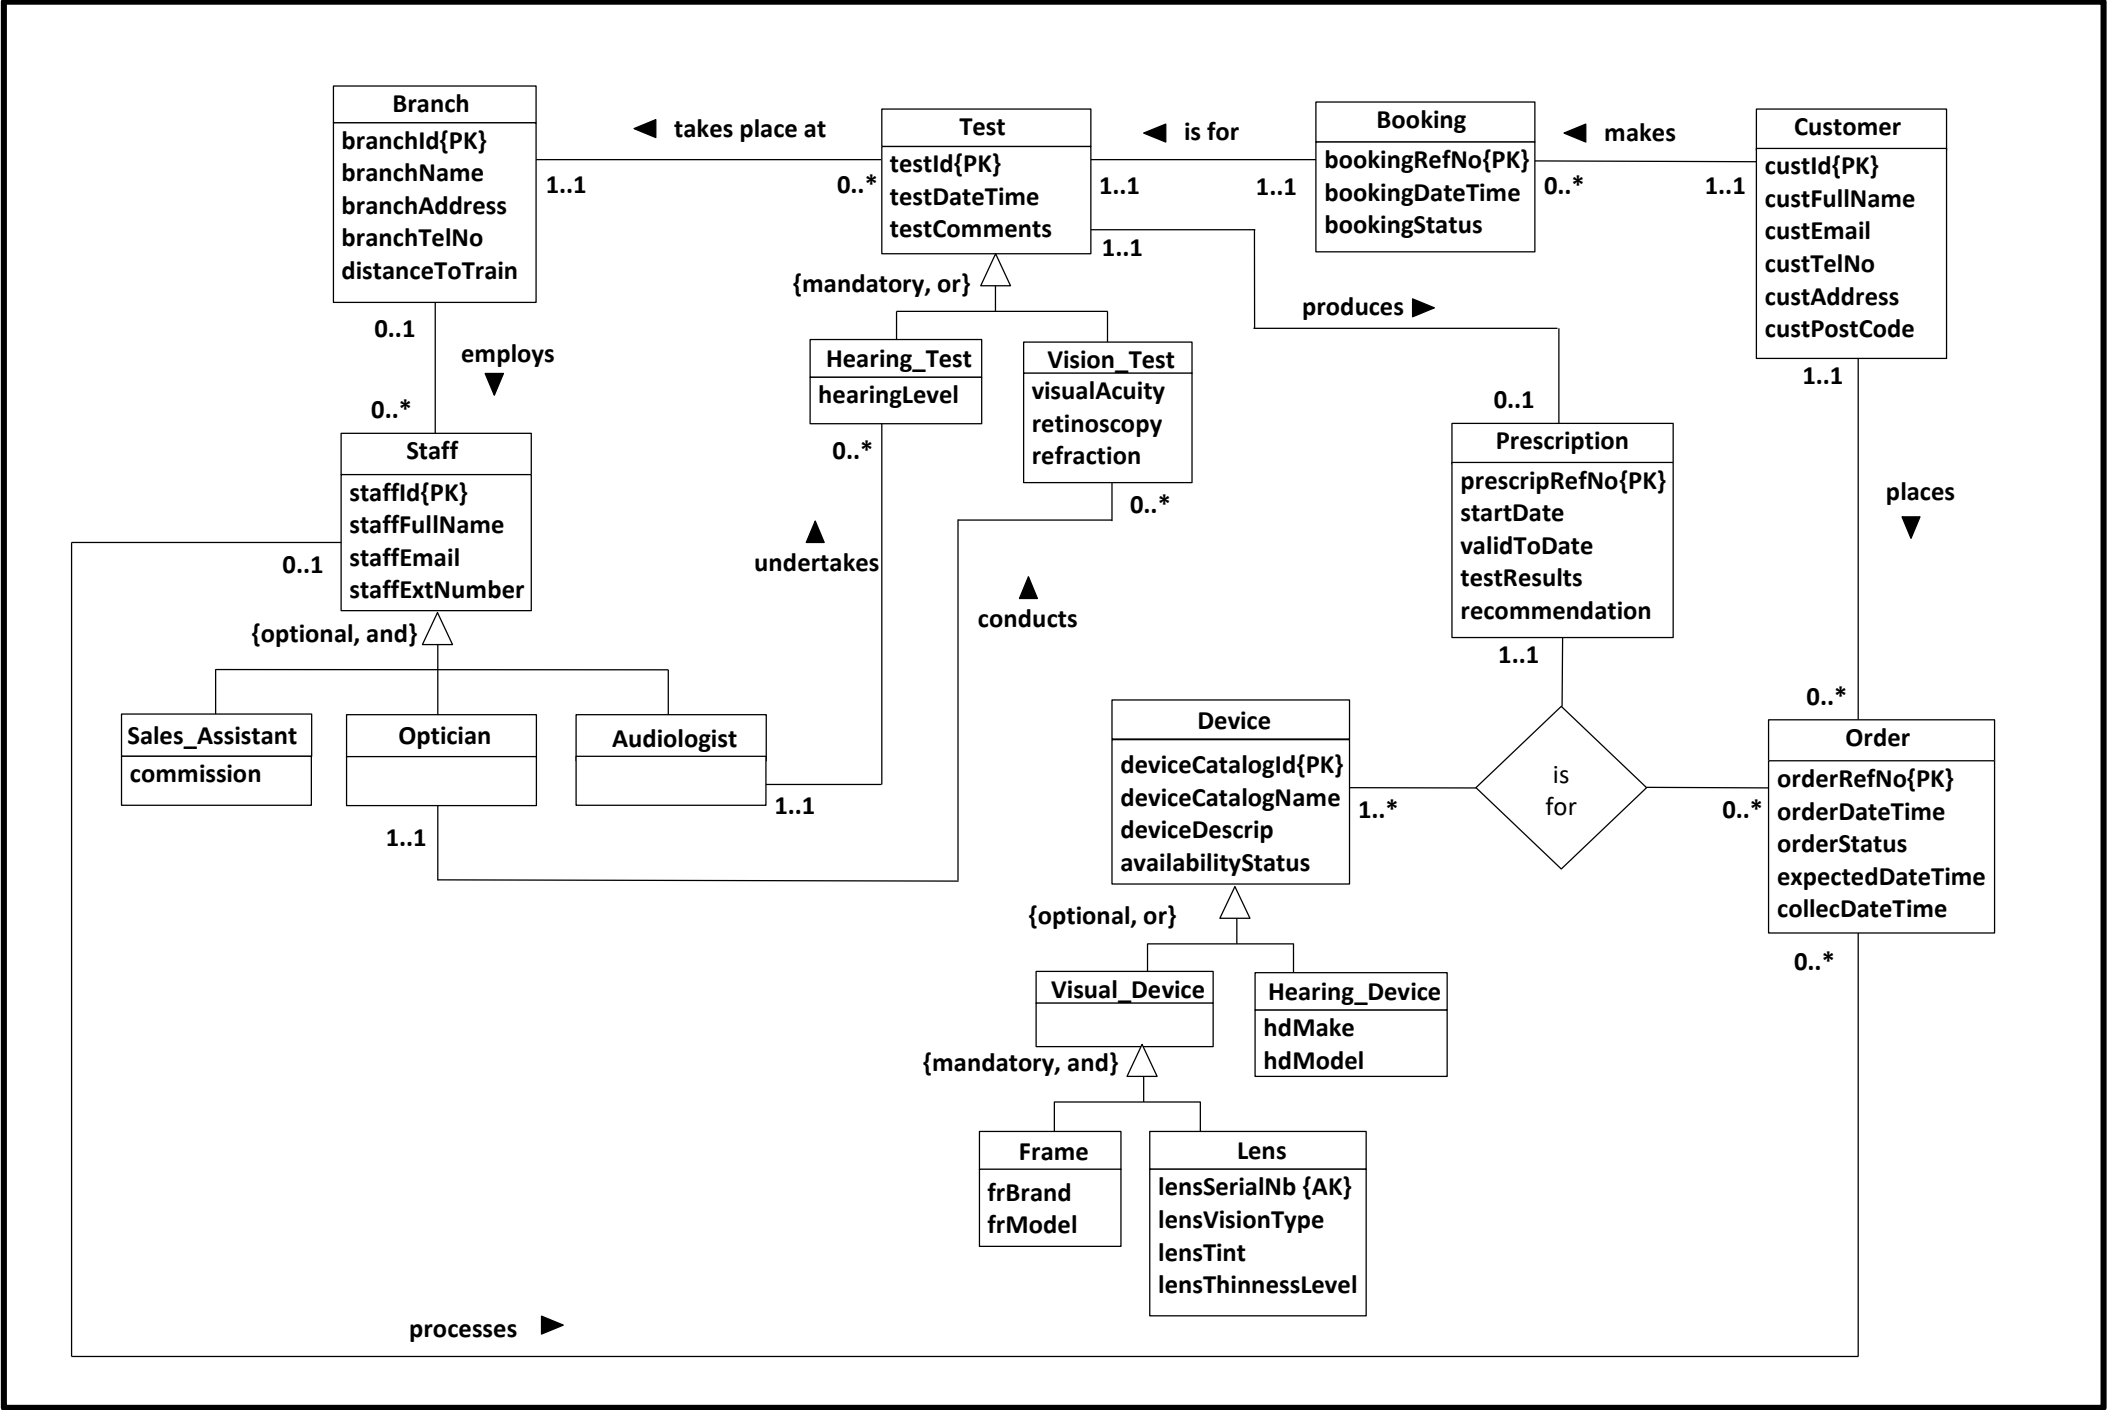 Branch
branchId{PK}
branchName
branchAddress
branchTelNo
distanceToTrain
takes place at
1..1
0..*
Test
testId{PK}
testDateTime
testComments
is for
1..1
1..1
Booking
bookingRefNo{PK}
bookingDateTime
bookingStatus
makes
0..*
1..1
Customer
custId{PK}
custFullName
custEmail
custTelNo
custAddress
custPostCode
1..1
{mandatory, or}
produces
0..1
employs
0..*
Hearing_Test
hearingLevel
0..*
Vision_Test
visualAcuity
retinoscopy
refraction
0..*
0..1
1..1
Prescription
prescripRefNo{PK}
startDate
validToDate
testResults
recommendation
1..1
places
0..*
Staff
staffId{PK}
staffFullName
staffEmail
staffExtNumber
0..1
{optional, and}
undertakes
conducts
Sales_Assistant
commission
Optician
1..1
Audiologist
1..1
Device
deviceCatalogId{PK}
deviceCatalogName
deviceDescrip
availabilityStatus
1..*
is
for
0..*
Order
orderRefNo{PK}
orderDateTime
orderStatus
expectedDateTime
collecDateTime
0..*
{optional, or}
Visual_Device
Hearing_Device
hdMake
hdModel
{mandatory, and}
Frame
frBrand
frModel
Lens
lensSerialNb {AK}
lensVisionType
lensTint
lensThinnessLevel
processes